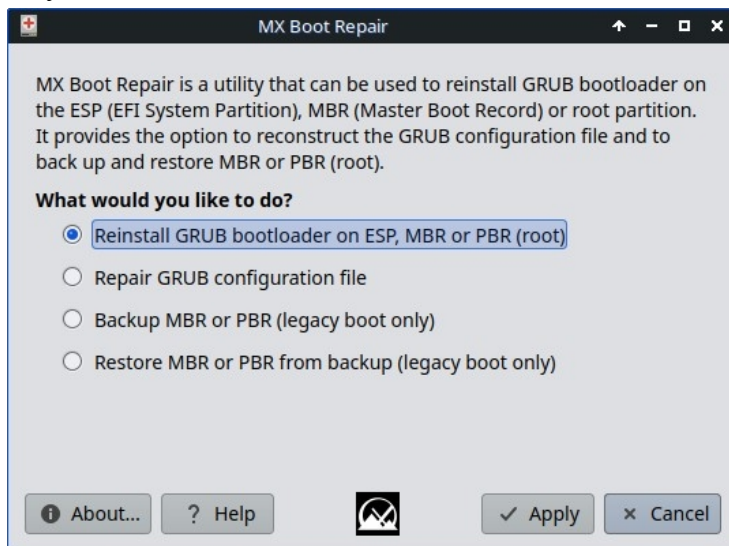 MX Boot Repair
MX Boot Repair is a utility that can be used to reinstall GRUB bootloader on
the ESP (EFI System Partition), MBR (Master Boot Record) or root partition.
It provides the option to reconstruct the GRUB configuration file and to
back up and restore MBR or PBR (root).
What would you like to do?
Reinstall GRUB bootloader on ESP, MBR or PBR (root)
Repair GRUB configuration file
Backup MBR or PBR (legacy boot only)
Restore MBR or PBR from backup (legacy boot only)
About... ? Help Apply Cancel